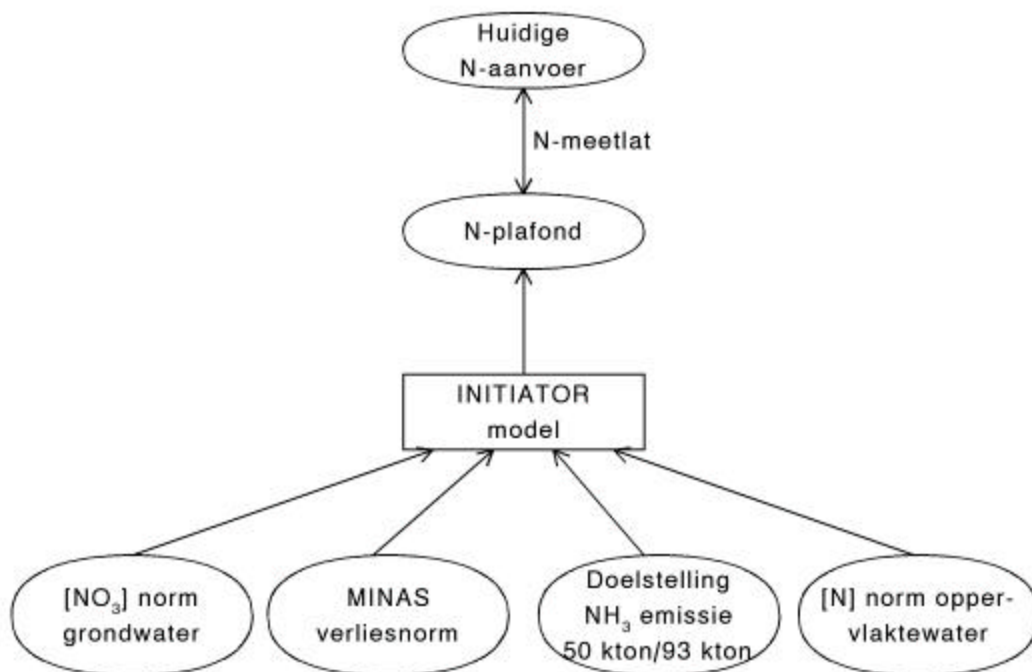 Huidige
N-aanvoer
N-meetlat
N-plafond
INITIATOR
model
[NO₃] norm
grondwater
MINAS
verliesnorm
Doelstelling
NH₃ emissie
50 kton/93 kton
[N] norm opper-
vlaktewater